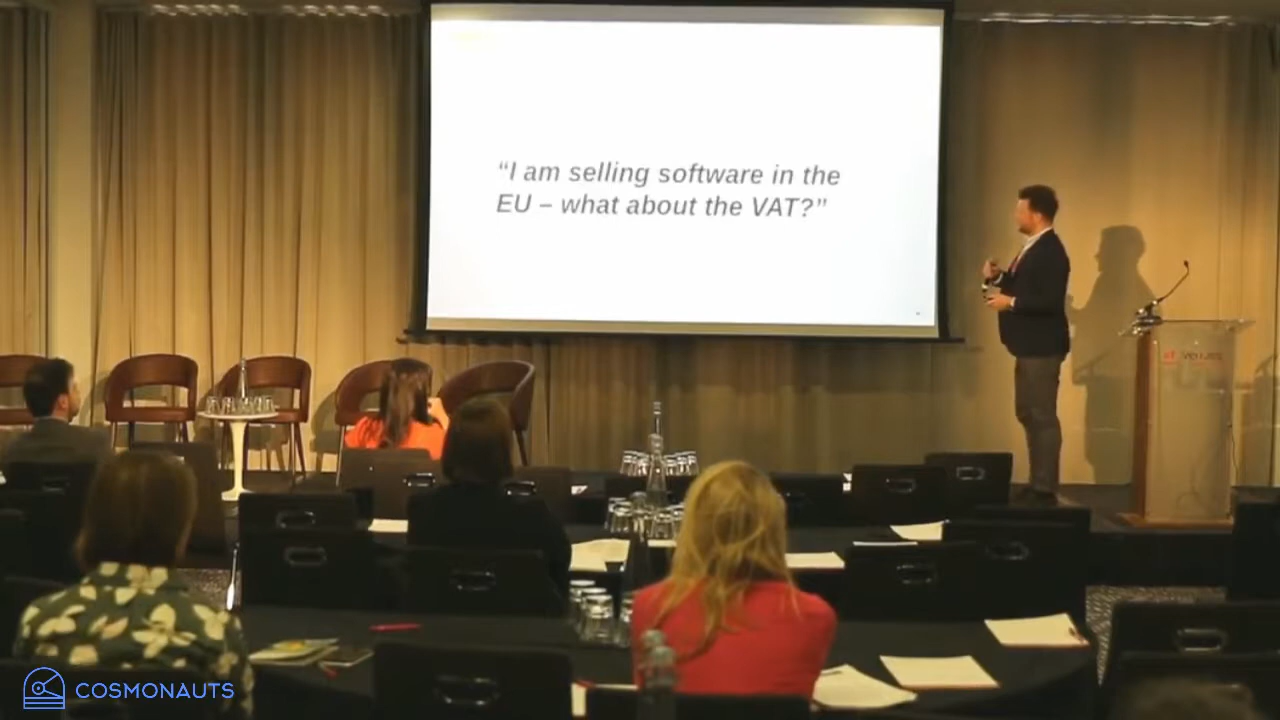 “I am selling software in the
EU – what about the VAT?”
COSMONAUTS